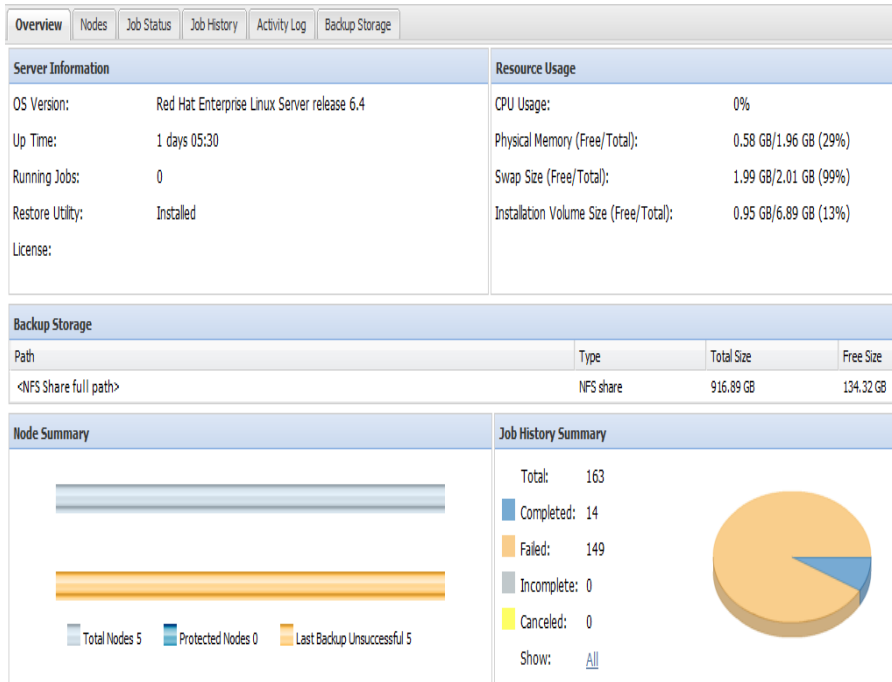 Overview Nodes Job Status Job History Activity Log Backup Storage
Server Information
OS Version: Red Hat Enterprise Linux Server release 6.4
Up Time: 1 days 05:30
Running Jobs: 0
Restore Utility: Installed
License:
Resource Usage
CPU Usage: 0%
Physical Memory (Free/Total): 0.58 GB/1.96 GB (29%)
Swap Size (Free/Total): 1.99 GB/2.01 GB (99%)
Installation Volume Size (Free/Total): 0.95 GB/6.89 GB (13%)
Backup Storage
Path Type Total Size Free Size
<NFS Share full path> NFS share 916.89 GB 134.32 GB
Node Summary
Total Nodes 5 Protected Nodes 0 Last Backup Unsuccessful 5
Job History Summary
Total: 163
Completed: 14
Failed: 149
Incomplete: 0
Canceled: 0
Show: All